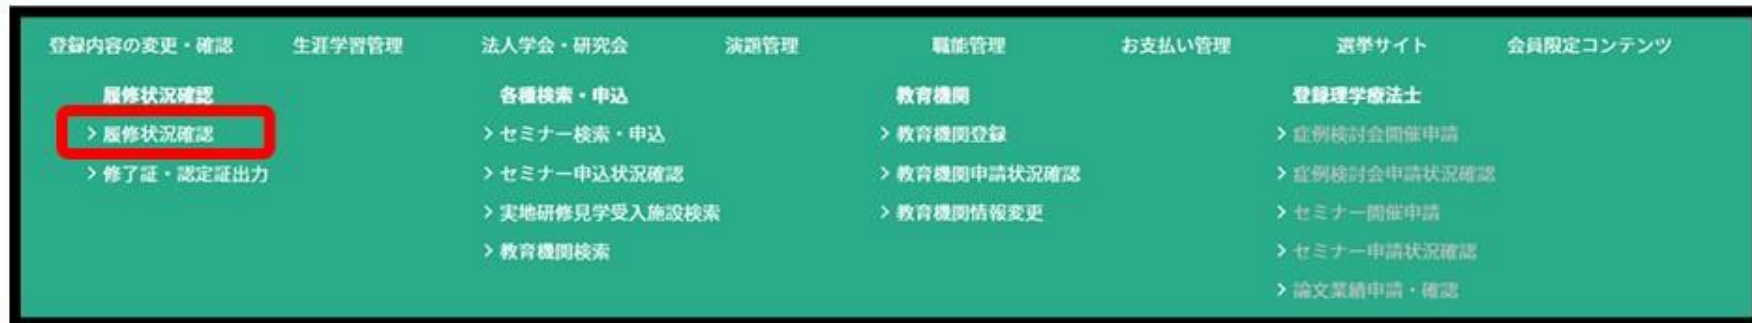 登録内容の変更・確認 生涯学習管理 法人学会・研究会 演題管理 職能管理 お支払い管理 選挙サイト 会員限定コンテンツ
履修状況確認
> 履修状況確認
> 修了証・認定証出力
各種検索・申込
> セミナー検索・申込
> セミナー申込状況確認
> 実地研修見学受入施設検索
> 教育機関検索
教育機関
> 教育機関登録
> 教育機関申請状況確認
> 教育機関情報変更
登録理学療法士
> 症例検討会開催申請
> 症例検討会申請状況確認
> セミナー開催申請
> セミナー申請状況確認
> 論文業績申請・確認